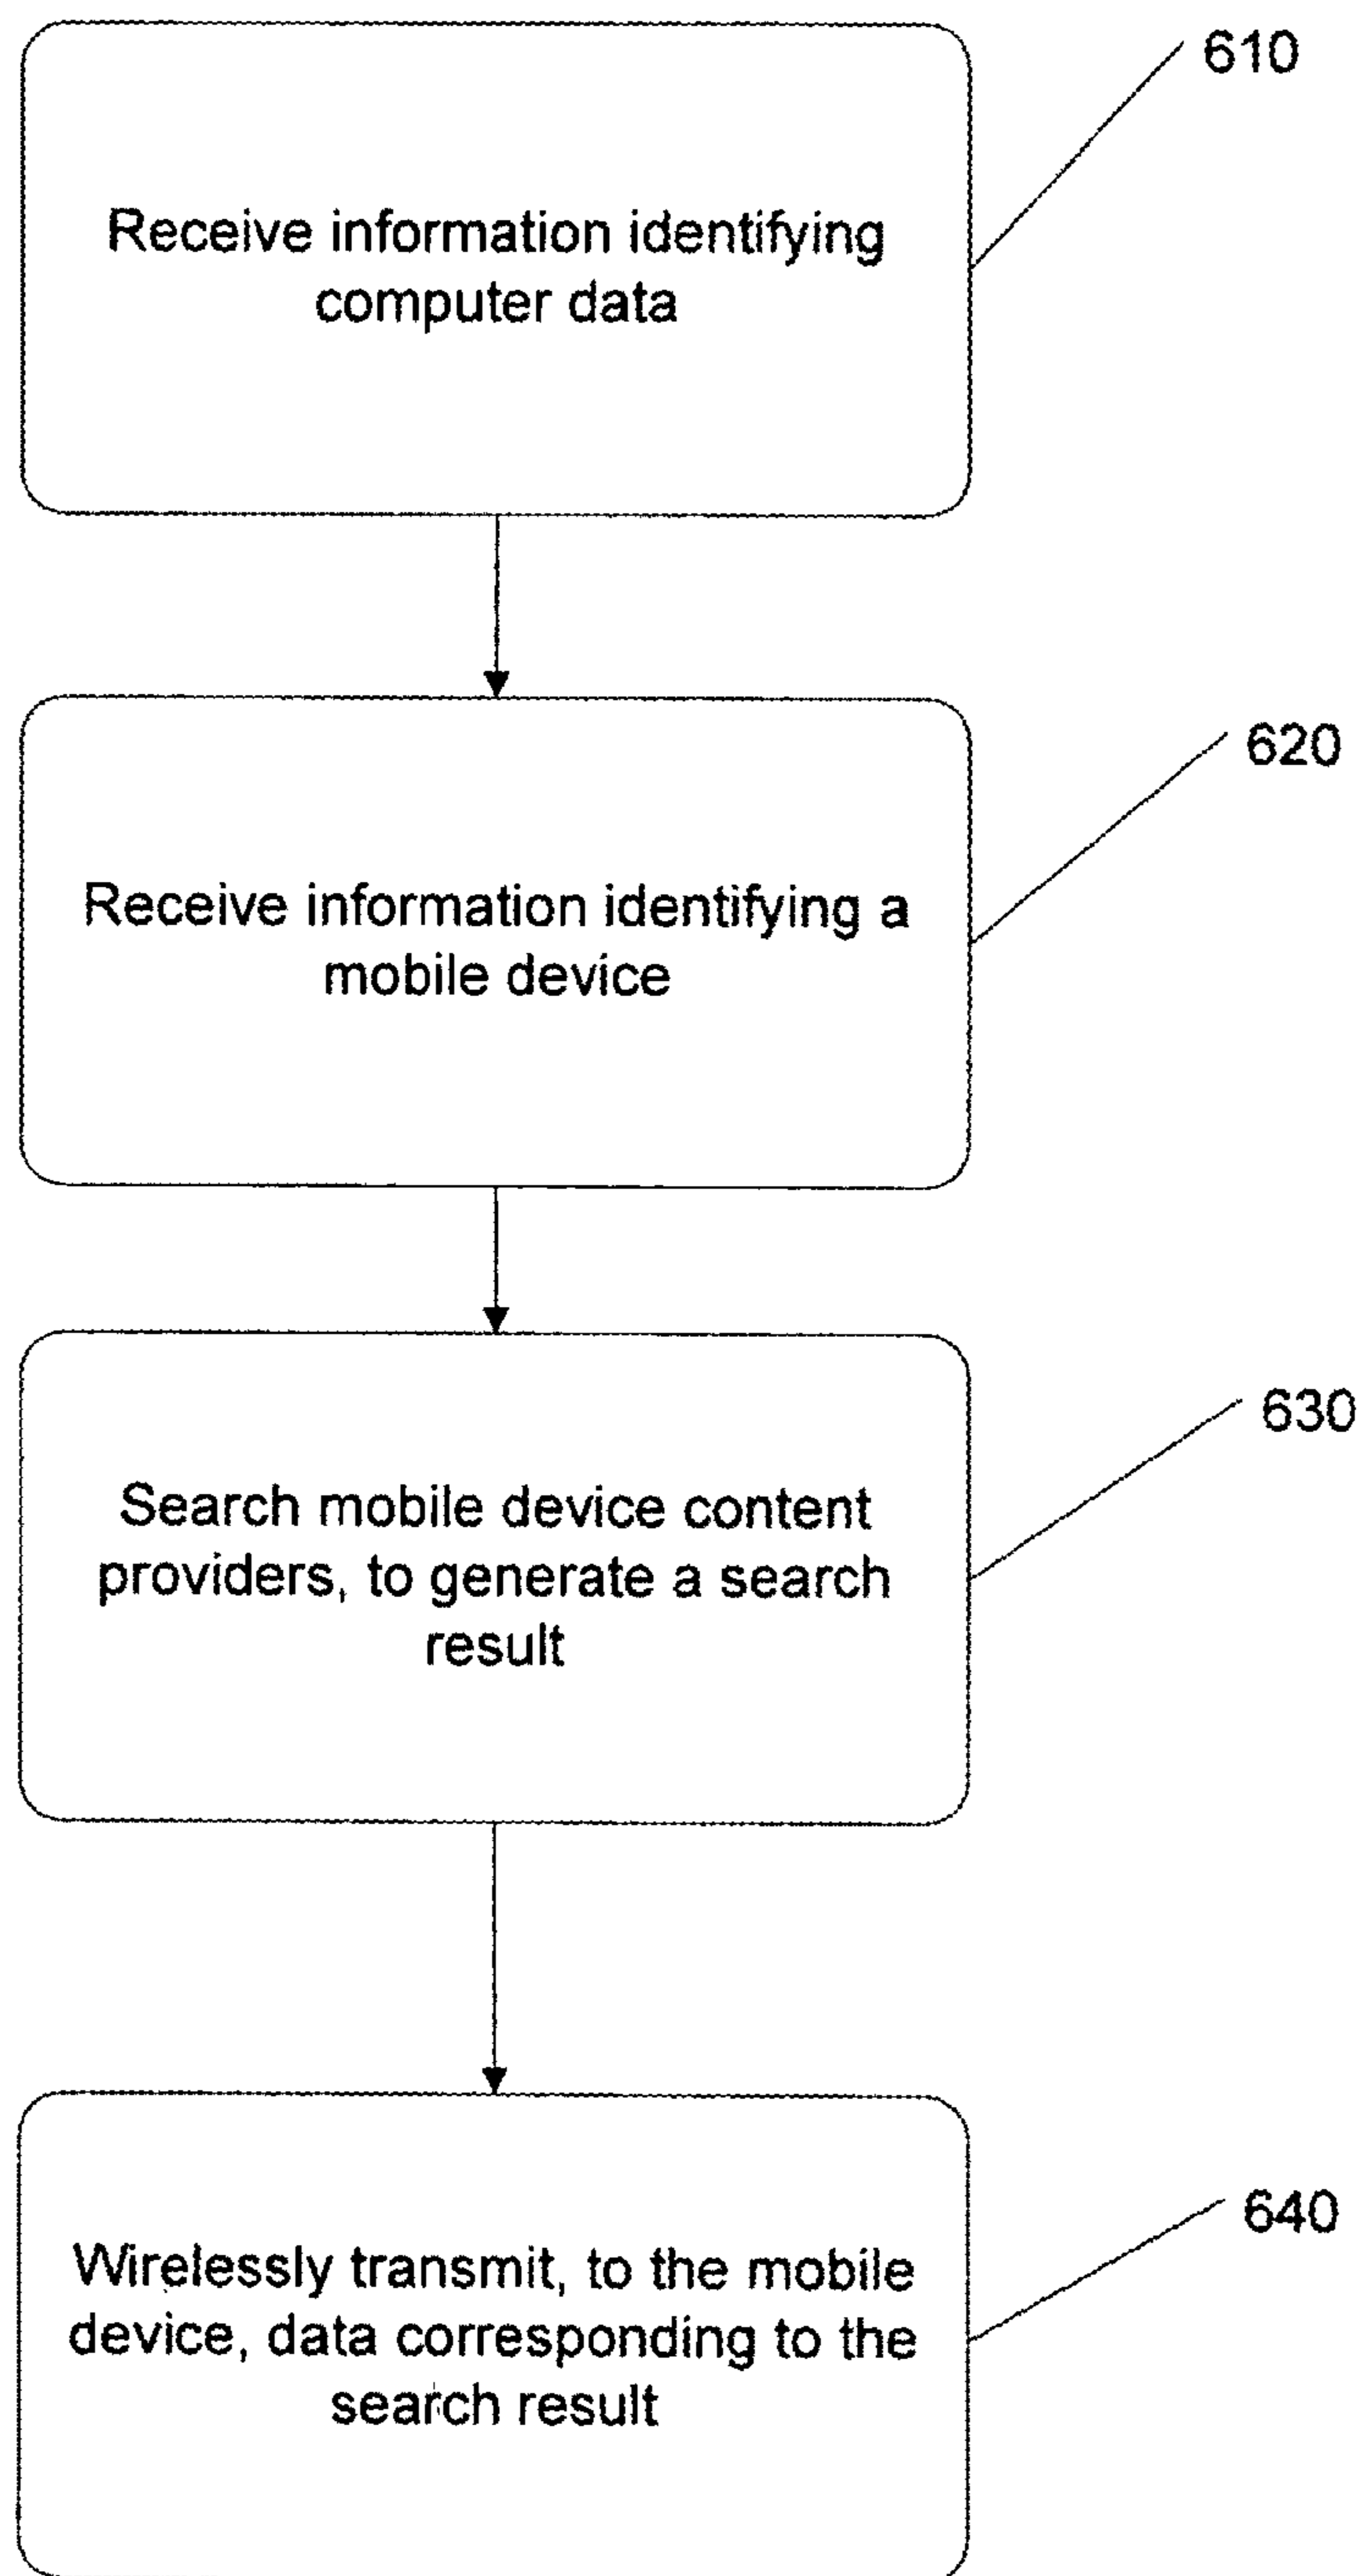 610
Receive information identifying
computer data
620
Receive information identifying a
mobile device
630
Search mobile device content
providers, to generate a search
result
640
Wirelessly transmit, to the mobile
device, data corresponding to the
search result